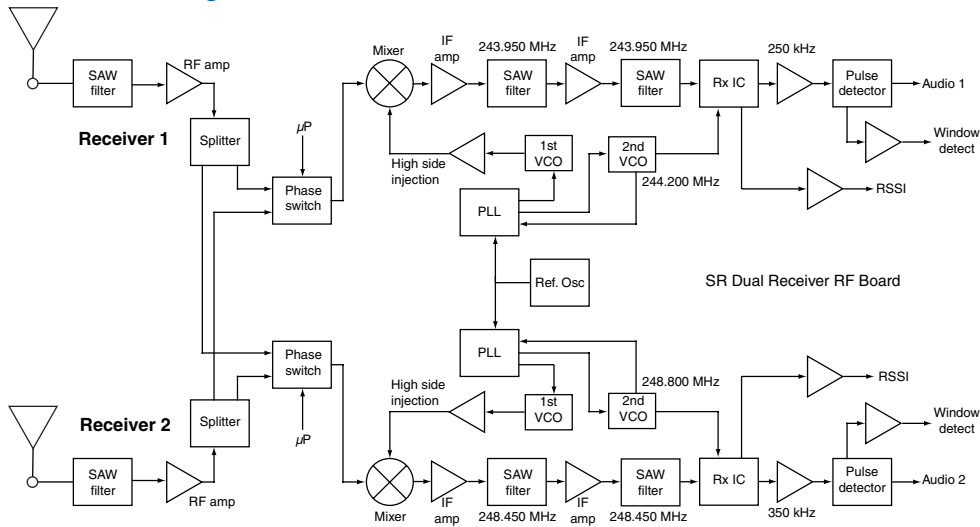 IF
amp
243.950 MHz
IF
amp
243.950 MHz
250 kHz
Mixer
RF amp
SAW
filter
SAW
filter
SAW
filter
Rx IC
Pulse
detector
Audio 1
Receiver 1
Splitter
µP
Window
detect
1st
VCO
2nd
VCO
High side
injection
244.200 MHz
Phase
switch
RSSI
PLL
Ref. Osc
SR Dual Receiver RF Board
Phase
switch
PLL
248.800 MHz
RSSI
High side
injection
1st
VCO
2nd
VCO
Window
detect
Receiver 2
Splitter
µP
SAW
filter
RF amp
Mixer
IF
amp
SAW
filter
248.450 MHz
IF
amp
SAW
filter
248.450 MHz
Rx IC
350 kHz
Pulse
detector
Audio 2